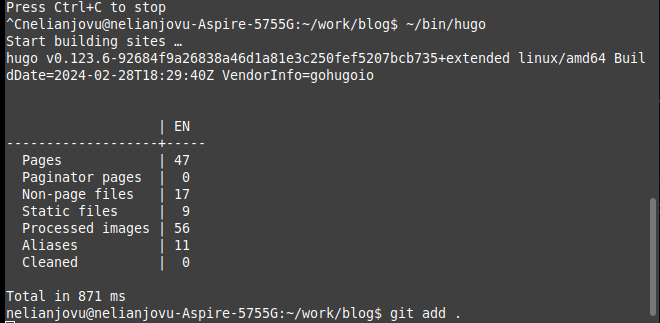 Press Ctrl+C to stop
^Cnelianjovu@nelianjovu-Aspire-5755G:~/work/blog$ ~/bin/hugo
Start building sites …
hugo v0.123.6-92684f9a26838a46d1a81e3c250fef5207bcb735+extended linux/amd64 Buil
dDate=2024-02-28T18:29:40Z VendorInfo=gohugoio
| EN
-------------------+-----
Pages | 47
Paginator pages | 0
Non-page files | 17
Static files | 9
Processed images | 56
Aliases | 11
Cleaned | 0
Total in 871 ms
nelianjovu@nelianjovu-Aspire-5755G:~/work/blog$ git add .